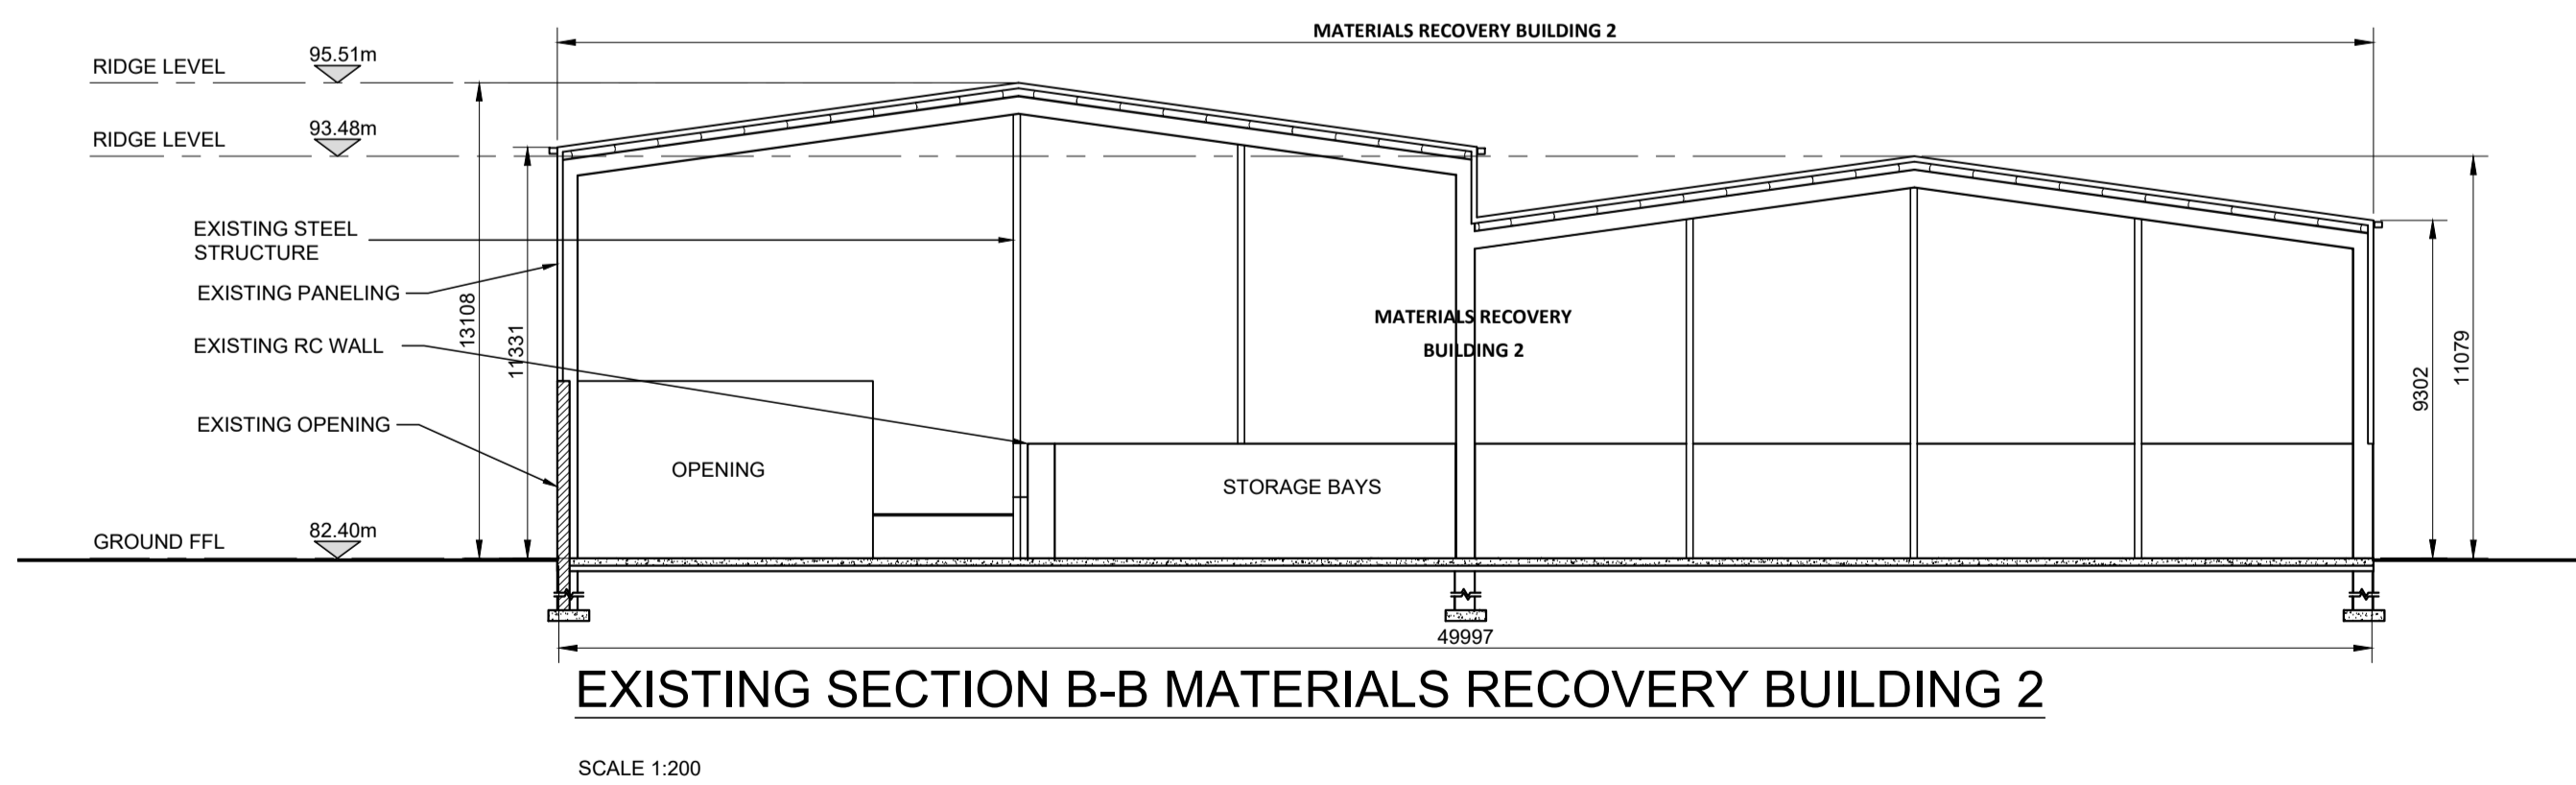 MATERIALS RECOVERY BUILDING 2
RIDGE LEVEL 95.51m
RIDGE LEVEL 93.48m
EXISTING STEEL
STRUCTURE
EXISTING PANELING
13108
11331
EXISTING RC WALL
MATERIALS RECOVERY
BUILDING 2
11079
9302
EXISTING OPENING
OPENING
STORAGE BAYS
GROUND FFL 82.40m
49997
EXISTING SECTION B-B MATERIALS RECOVERY BUILDING 2
SCALE 1:200